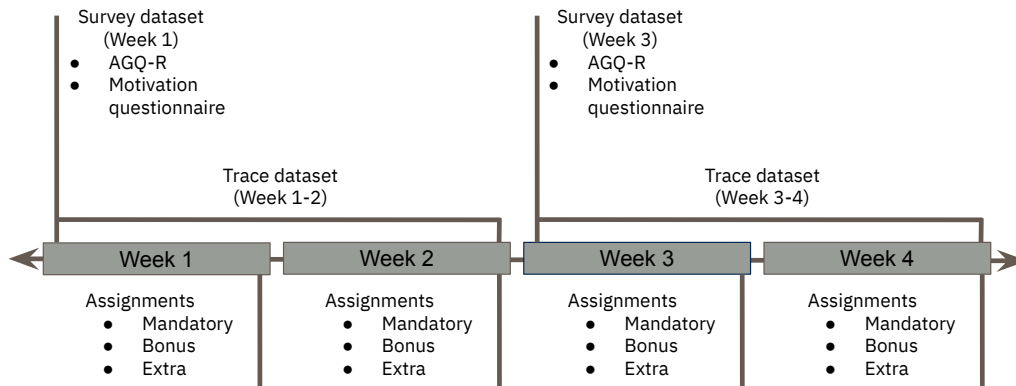 Survey dataset
(Week 1)
● AGQ-R
● Motivation
questionnaire
Survey dataset
(Week 3)
● AGQ-R
● Motivation
questionnaire
Trace dataset
(Week 1-2)
Trace dataset
(Week 3-4)
Week 1
Week 2
Week 3
Week 4
Assignments
● Mandatory
● Bonus
● Extra
Assignments
● Mandatory
● Bonus
● Extra
Assignments
● Mandatory
● Bonus
● Extra
Assignments
● Mandatory
● Bonus
● Extra